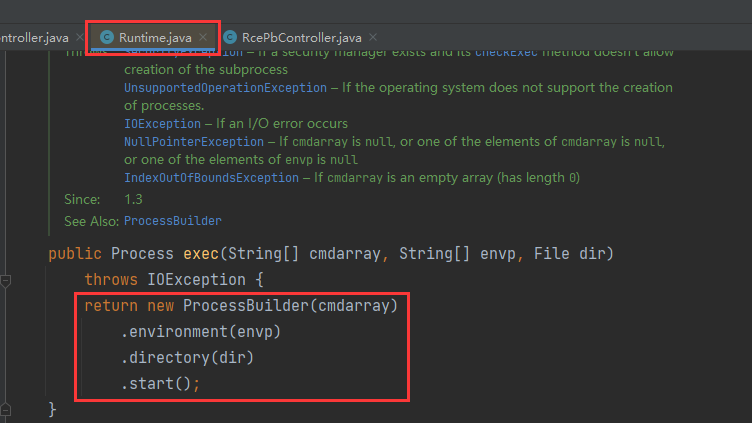 ntroller.java × Runtime.java × RcePbController.java ×
Throws: SecurityException – If a security manager exists and its checkExec method doesn't allow
creation of the subprocess
UnsupportedOperationException – If the operating system does not support the creation
of processes.
IOException – If an I/O error occurs
NullPointerException – If cmdarray is null, or one of the elements of cmdarray is null,
or one of the elements of envp is null
IndexOutOfBoundsException – If cmdarray is an empty array (has length 0)
Since: 1.3
See Also: ProcessBuilder
public Process exec(String[] cmdarray, String[] envp, File dir)
throws IOException {
return new ProcessBuilder(cmdarray)
.environment(envp)
.directory(dir)
.start();
}